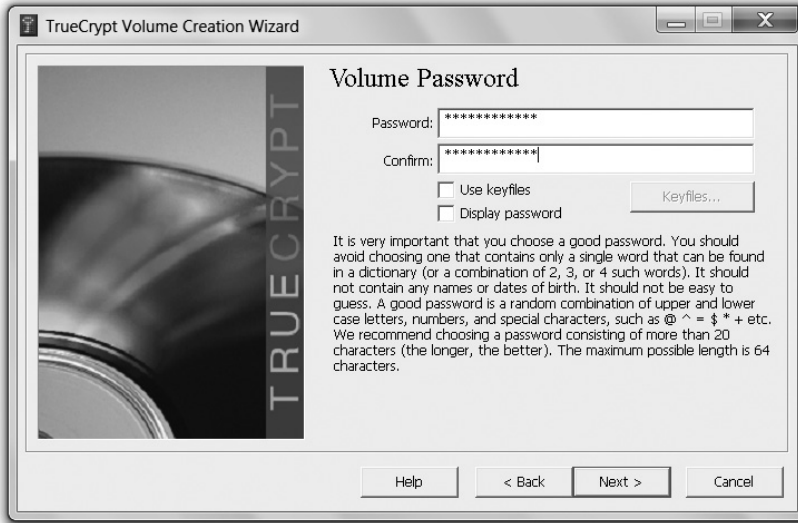 TrueCrypt Volume Creation Wizard
TRUECRYPT
Volume Password
Password: ************
Confirm: ************
Use keyfiles
Keyfiles...
Display password
It is very important that you choose a good password. You should
avoid choosing one that contains only a single word that can be found
in a dictionary (or a combination of 2, 3, or 4 such words). It should
not contain any names or dates of birth. It should not be easy to
guess. A good password is a random combination of upper and lower
case letters, numbers, and special characters, such as @ ^ = $ * + etc.
We recommend choosing a password consisting of more than 20
characters (the longer, the better). The maximum possible length is 64
characters.
Help
< Back
Next >
Cancel